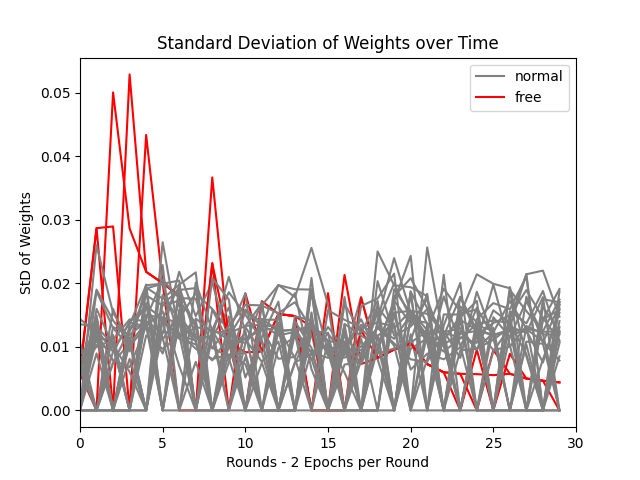 Standard Deviation of Weights over Time
normal
free
StD of Weights
0.05
0.04
0.03
0.02
0.01
0.00
0 5 10 15 20 25 30
Rounds - 2 Epochs per Round